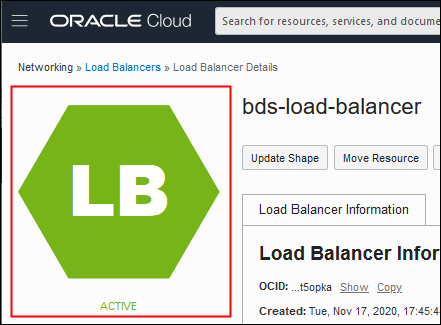 ORACLE Cloud
Search for resources, services, and docume
Networking » Load Balancers » Load Balancer Details
LB
ACTIVE
bds-load-balancer
Update Shape
Move Resource
Load Balancer Information
Load Balancer Infor
OCID: ...t5opka Show Copy
Created: Tue, Nov 17, 2020, 17:45:4